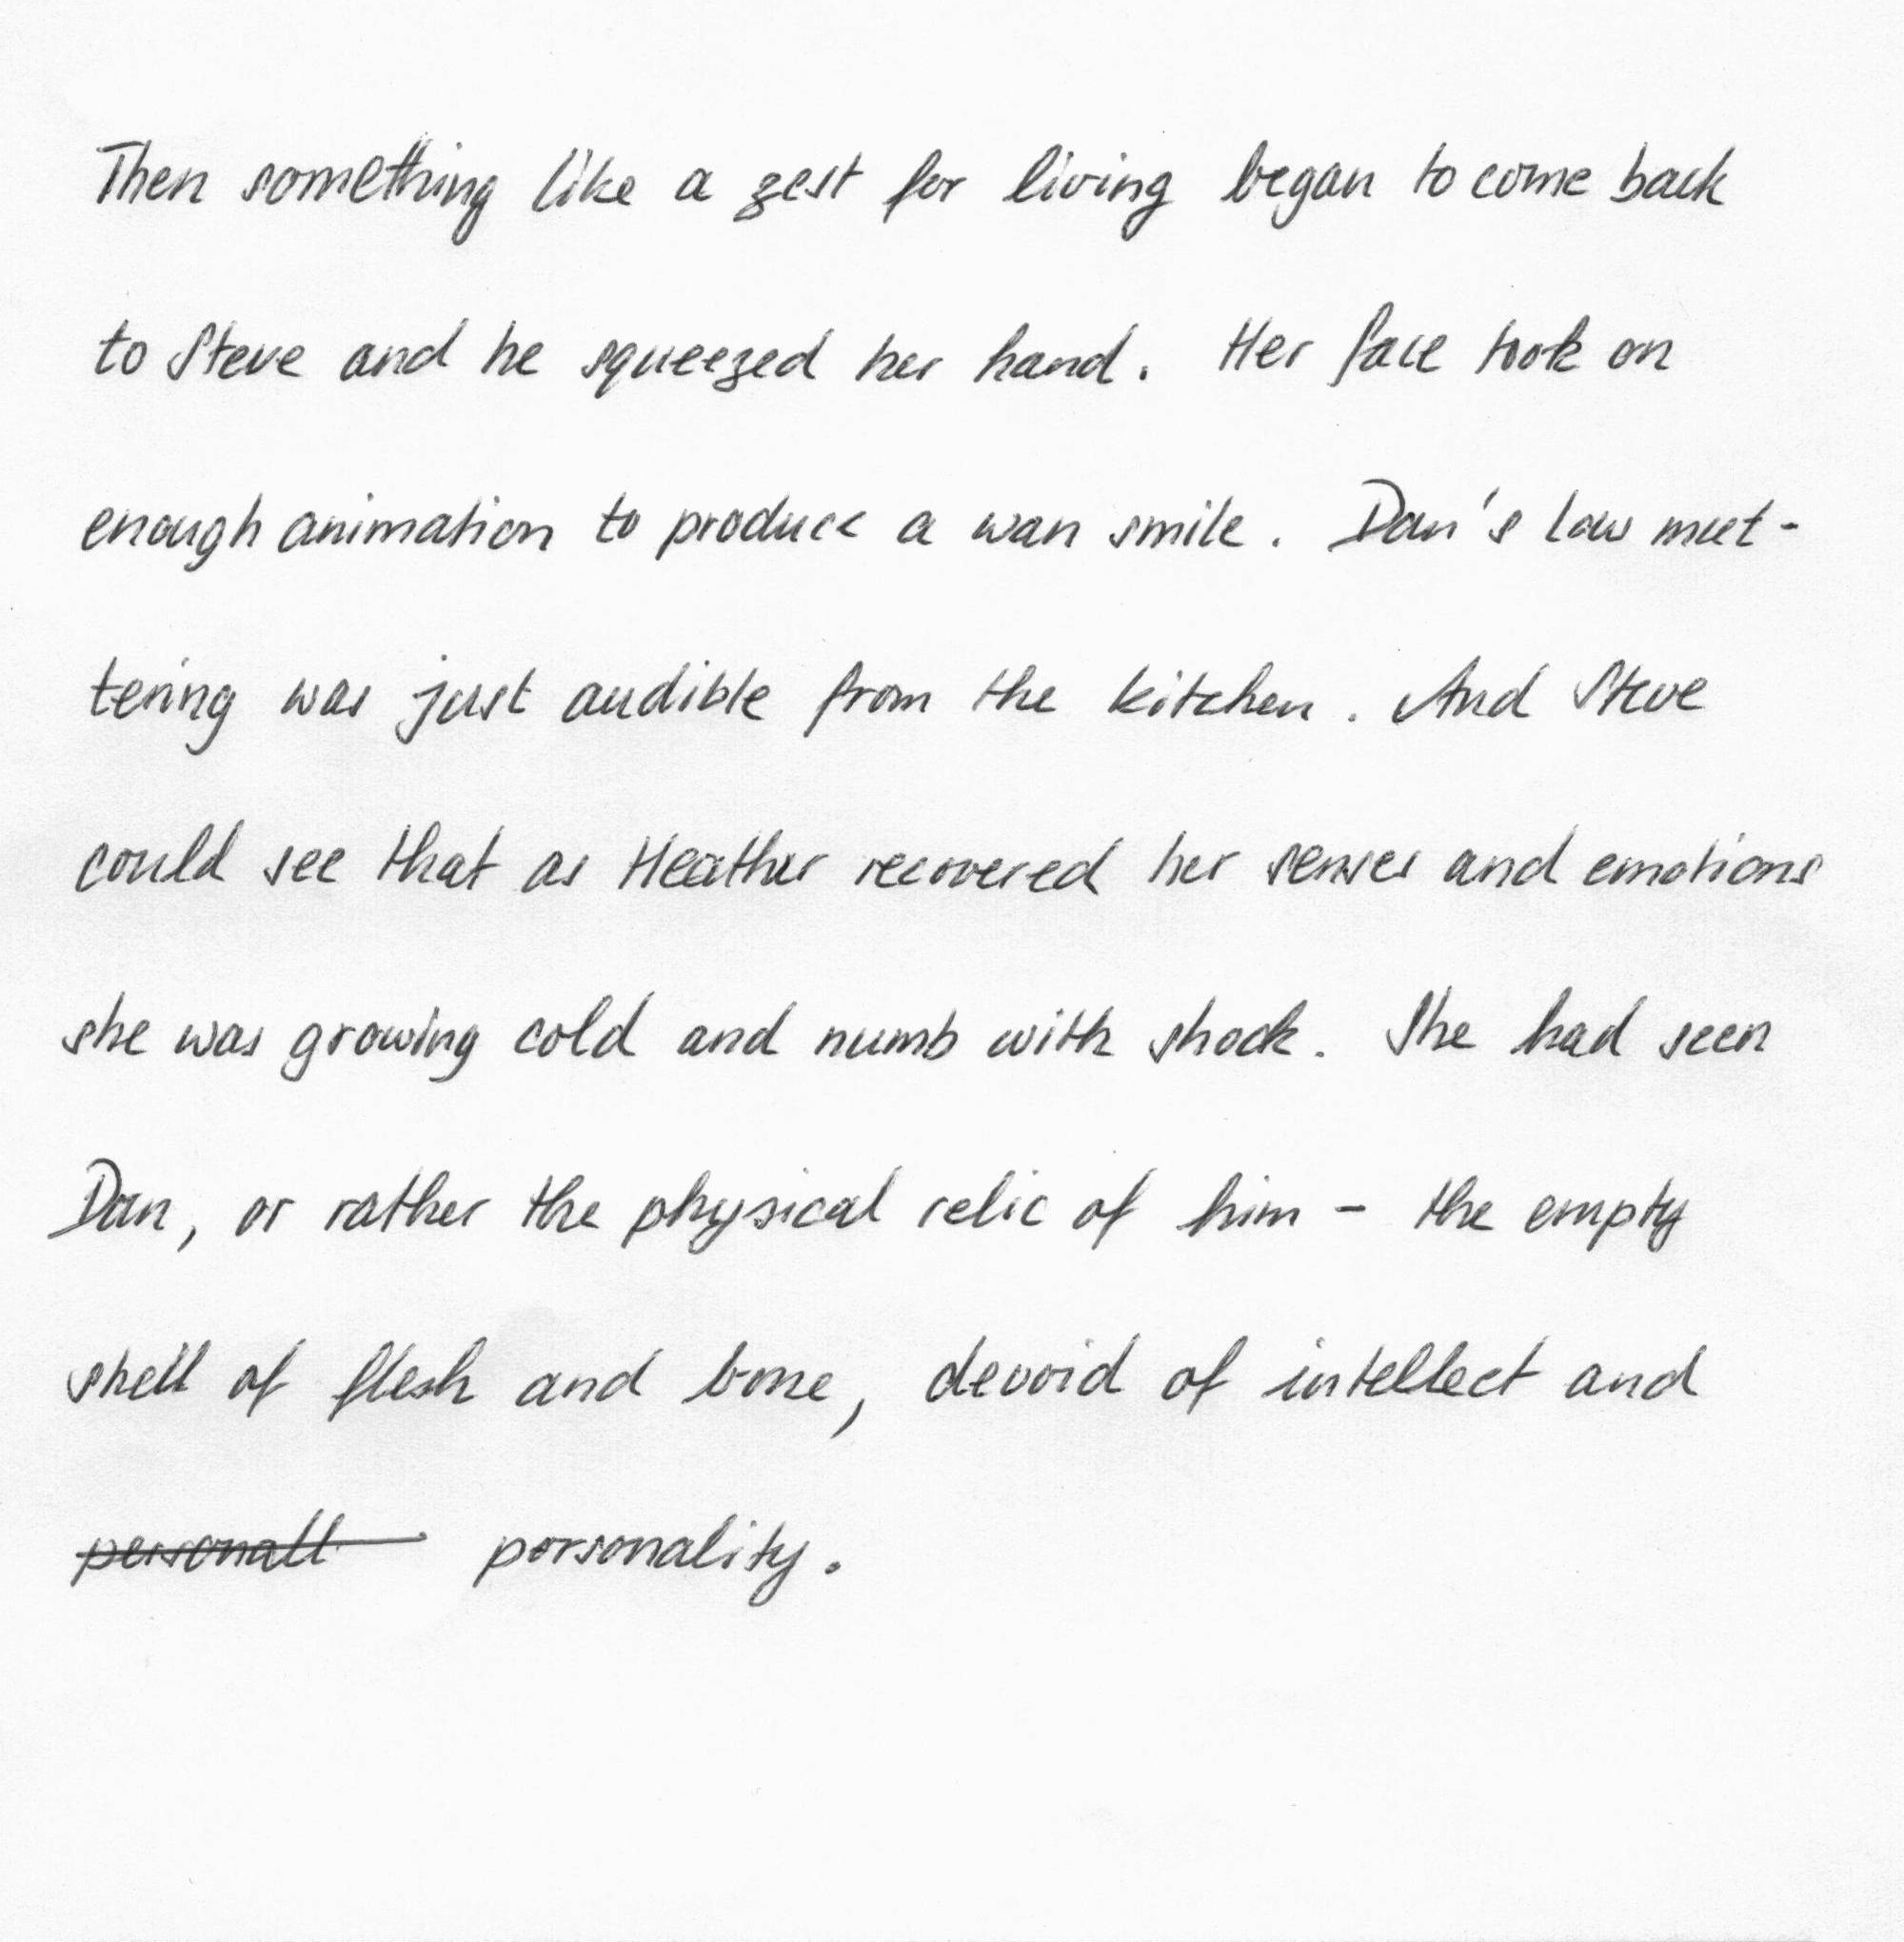 Then something like a zest for living began to come back
to Steve and he squeezed her hand. Her face took on
enough animation to produce a wan smile. Dan's low mut-
tering was just audible from the kitchen. And Steve
could see that as Heather recovered her senses and emotions
she was growing cold and numb with shock. She had seen
Dan, or rather the physical relic of him - the empty
shell of flesh and bone, devoid of intellect and
personall personality.